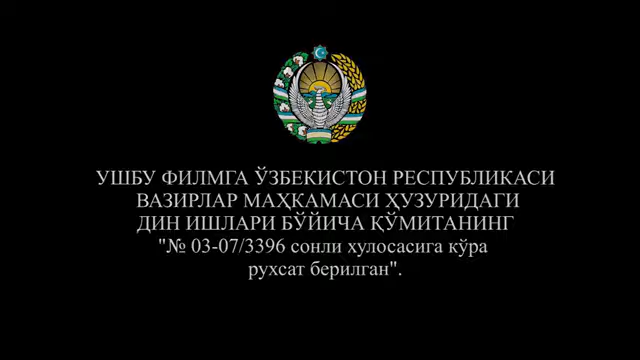 УШБУ ФИЛМГА ЎЗБЕКИСТОН РЕСПУБЛИКАСИ
ВАЗИРЛАР МАҲКАМАСИ ҲУЗУРИДАГИ
ДИН ИШЛАРИ БЎЙИЧА ҚЎМИТАНИНГ
"№ 03-07/3396 сонли хулосасига кўра
рухсат берилган".